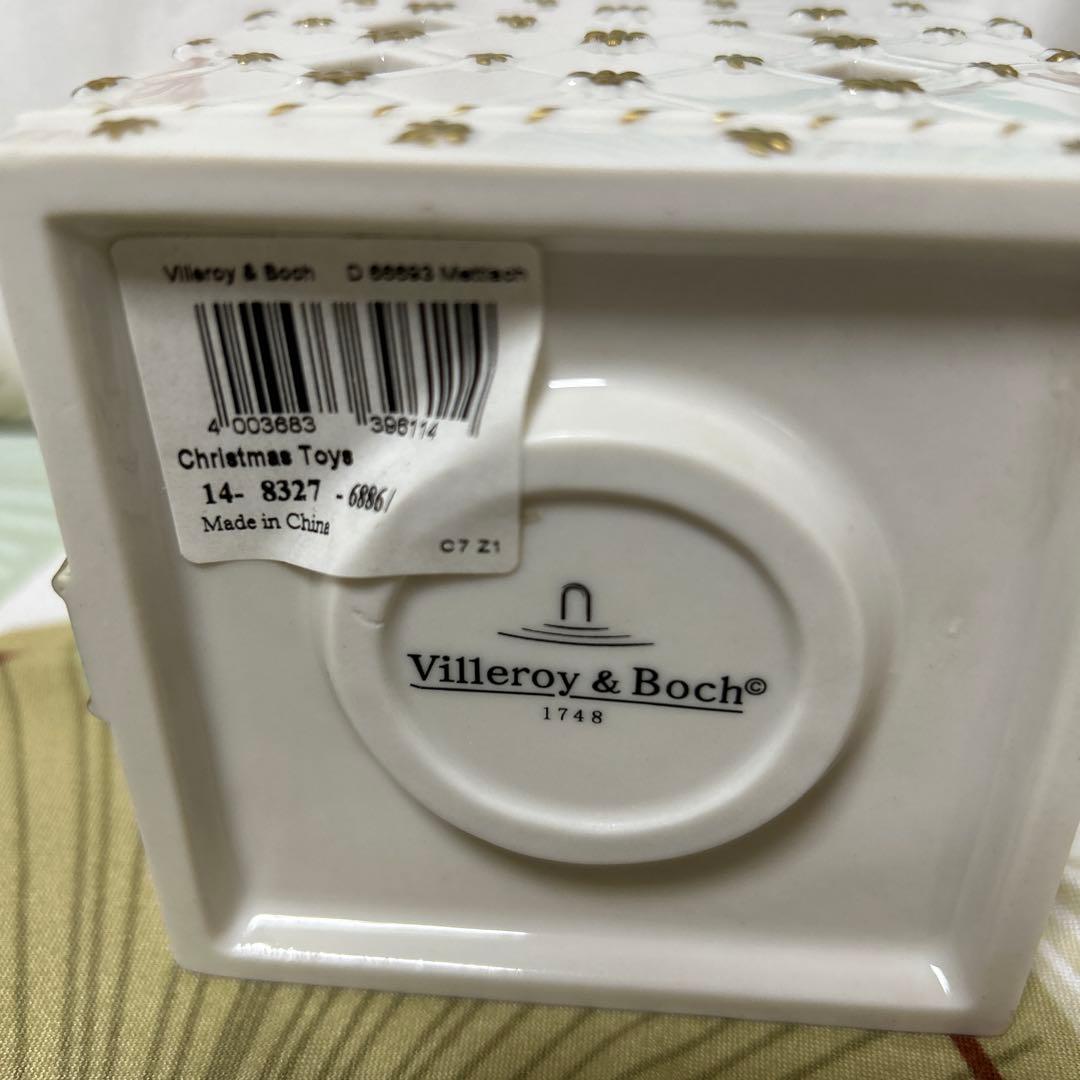 Villeroy & Boch D 66693 Mettlach
4 003683 396114
Christmas Toys
14- 8327 -6886/
Made in China
C7 Z1
Villeroy & Boch©
1748